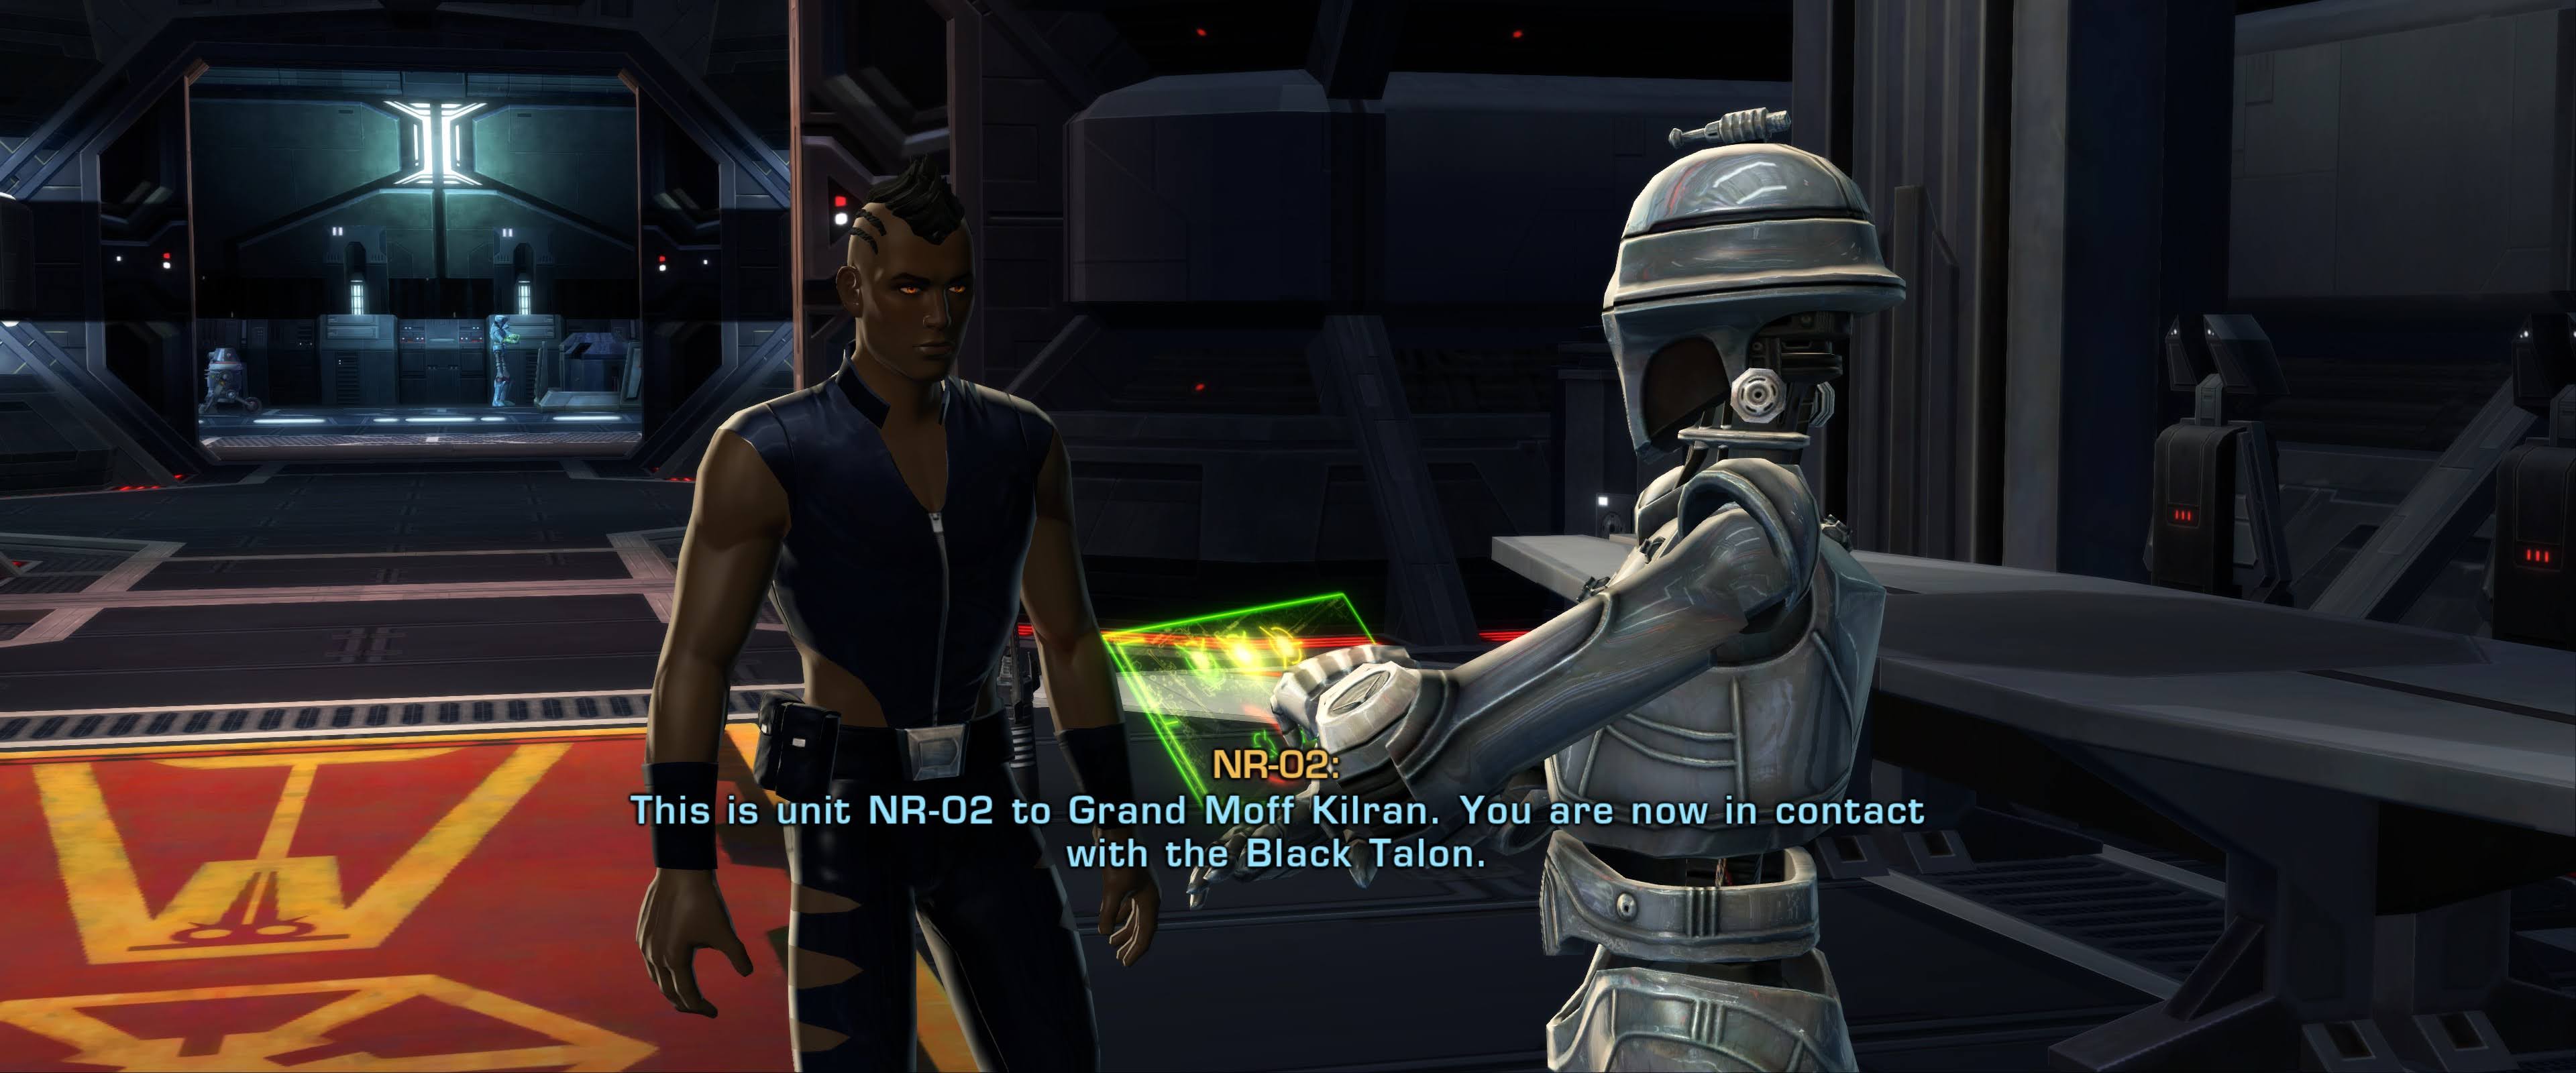 NR-02:
This is unit NR-02 to Grand Moff Kilran. You are now in contact
with the Black Talon.